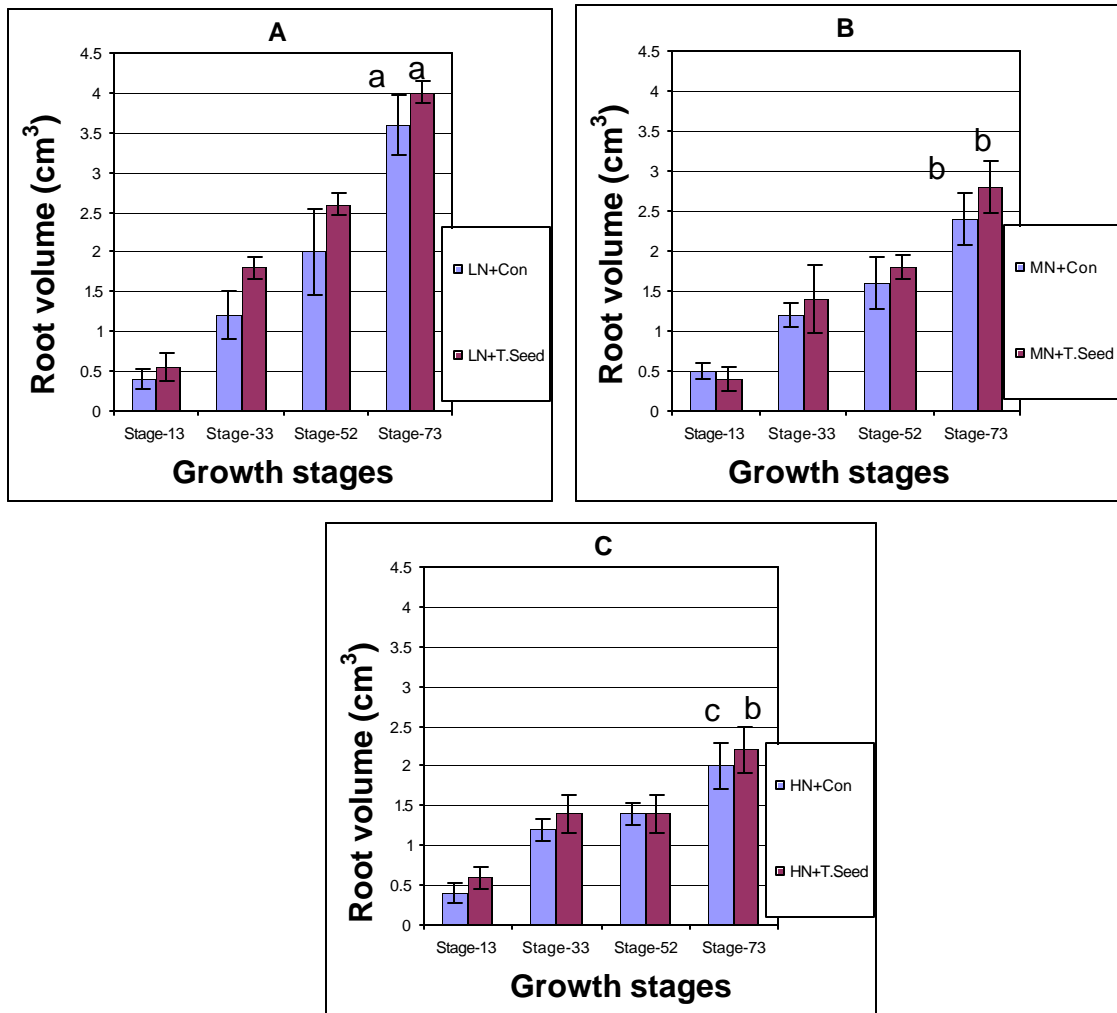 A
Root volume (cm³)
4.5
4
3.5
3
2.5
2
1.5
1
0.5
0
a a
Stage-13 Stage-33 Stage-52 Stage-73
Growth stages
LN+Con
LN+T.Seed
B
Root volume (cm³)
4.5
4
3.5
3
2.5
2
1.5
1
0.5
0
b b
Stage-13 Stage-33 Stage-52 Stage-73
Growth stages
MN+Con
MN+T.Seed
C
Root volume (cm³)
4.5
4
3.5
3
2.5
2
1.5
1
0.5
0
c b
Stage-13 Stage-33 Stage-52 Stage-73
Growth stages
HN+Con
HN+T.Seed